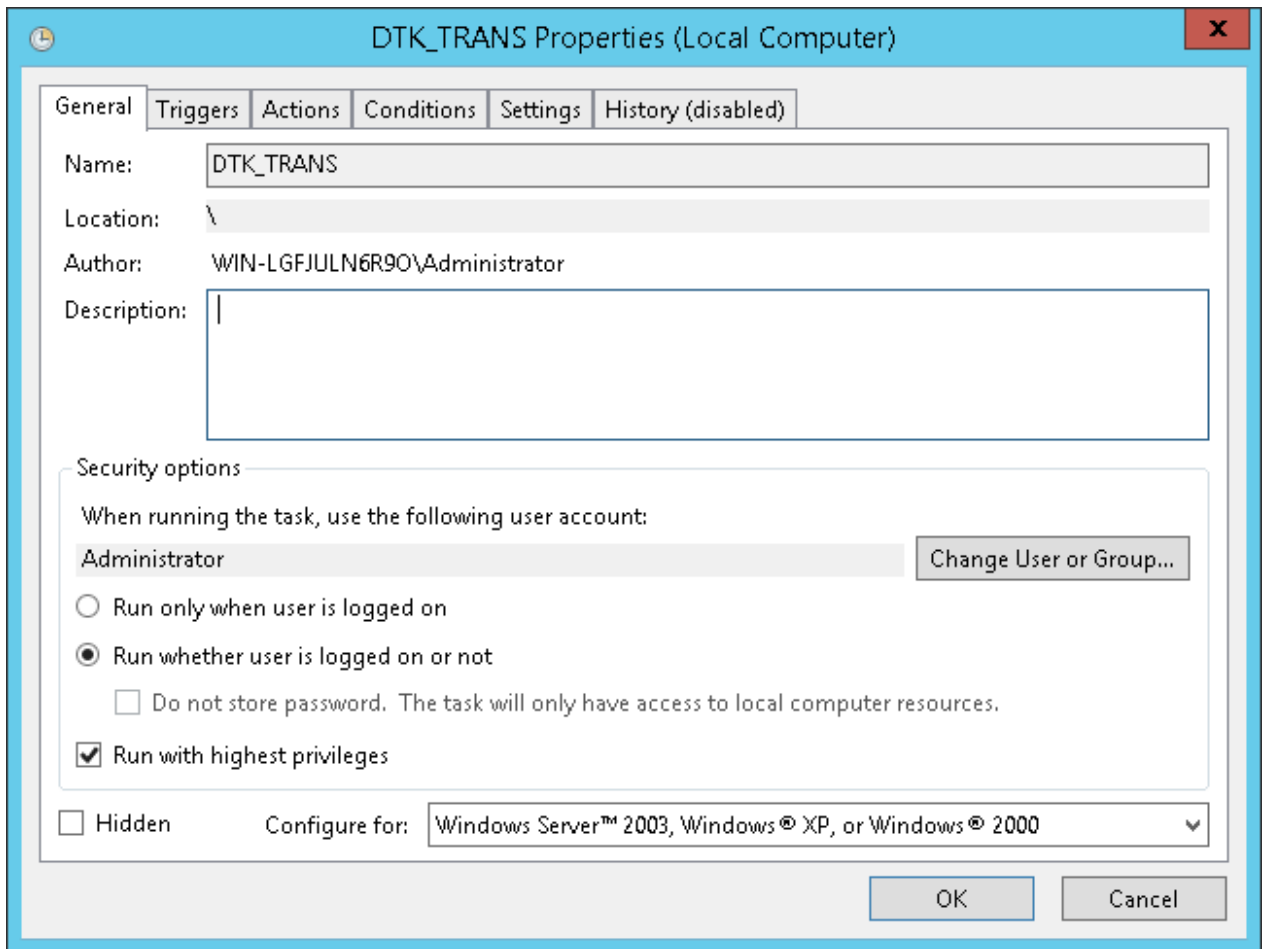 DTK_TRANS Properties (Local Computer)
x
General Triggers Actions Conditions Settings History (disabled)
Name: DTK_TRANS
Location: \
Author: WIN-LGFJULN6R9O\Administrator
Description:
Security options
When running the task, use the following user account:
Administrator Change User or Group...
Run only when user is logged on
Run whether user is logged on or not
Do not store password. The task will only have access to local computer resources.
Run with highest privileges
Hidden Configure for: Windows Server™ 2003, Windows® XP, or Windows® 2000
OK Cancel